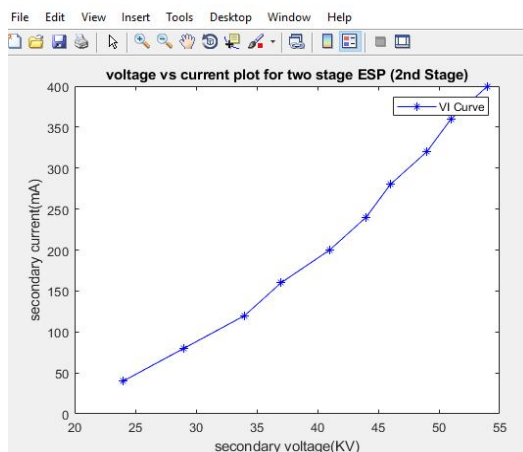 File Edit View Insert Tools Desktop Window Help
voltage vs current plot for two stage ESP (2nd Stage)
VI Curve
400
350
300
250
200
150
100
50
0
secondary current(mA)
20 25 30 35 40 45 50 55
secondary voltage(KV)